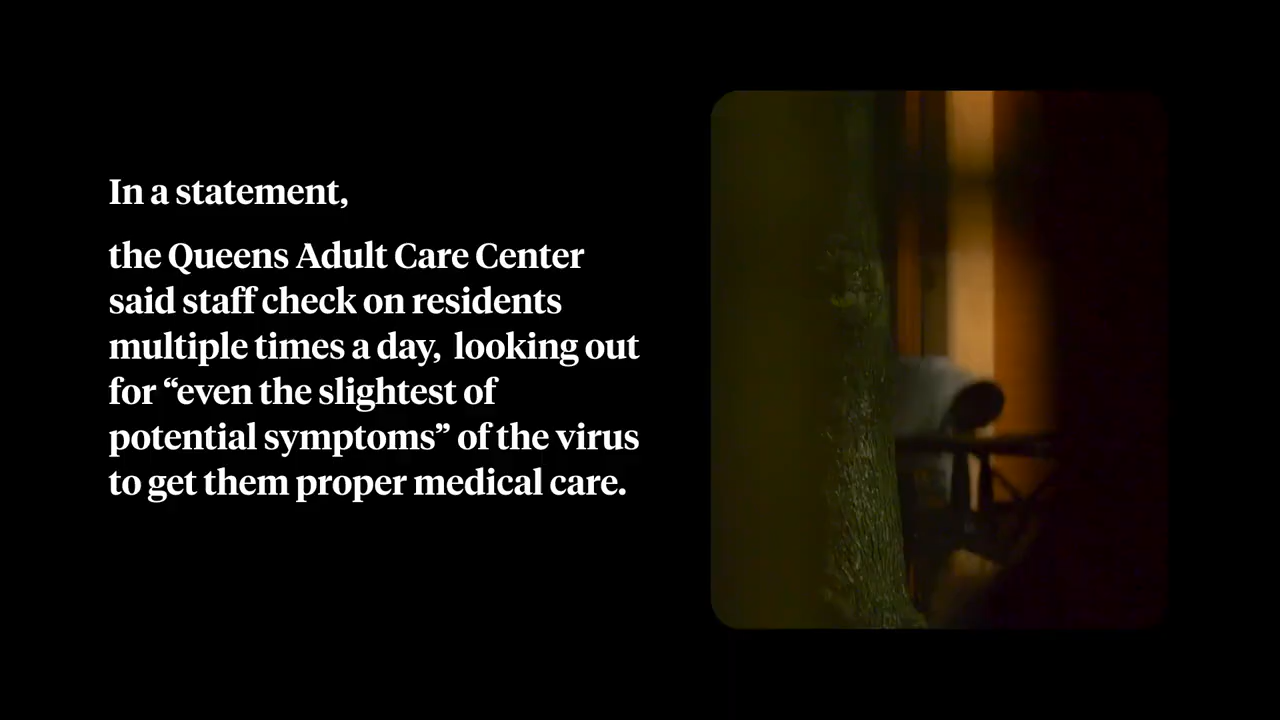 In a statement,
the Queens Adult Care Center
said staff check on residents
multiple times a day,  looking out
for “even the slightest of
potential symptoms” of the virus
to get them proper medical care.